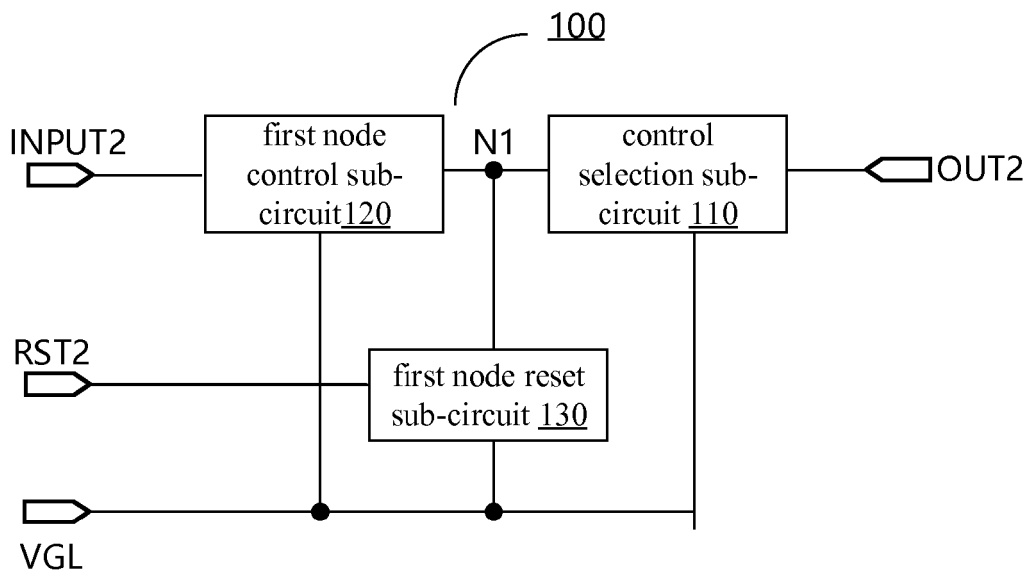 100
INPUT2
first node
control sub-
circuit120
N1
control
selection sub-
circuit 110
OUT2
RST2
first node reset
sub-circuit 130
VGL